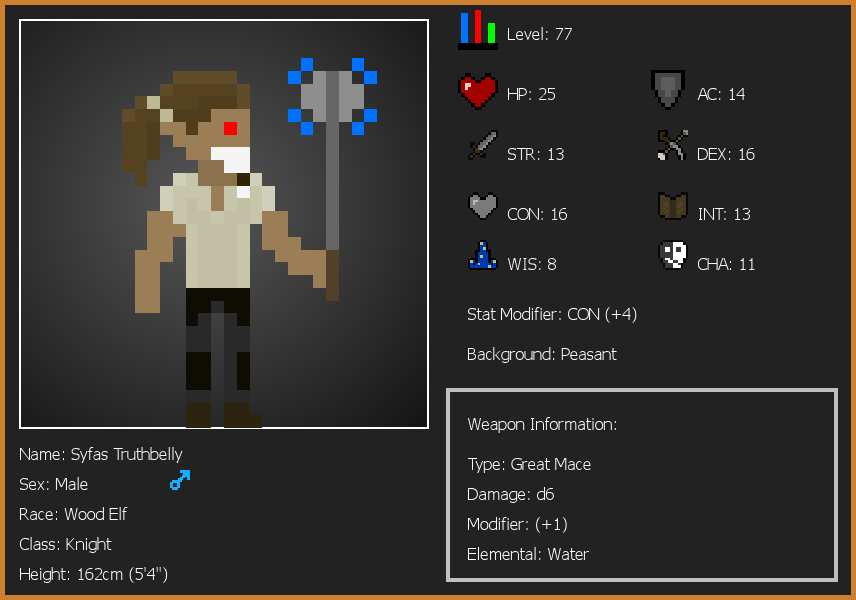 Level: 77
HP: 25
AC: 14
STR: 13
DEX: 16
CON: 16
INT: 13
WIS: 8
CHA: 11
Stat Modifier: CON (+4)
Background: Peasant
Weapon Information:
Type: Great Mace
Damage: d6
Modifier: (+1)
Elemental: Water
Name: Syfas Truthbelly
Sex: Male
Race: Wood Elf
Class: Knight
Height: 162cm (5'4")